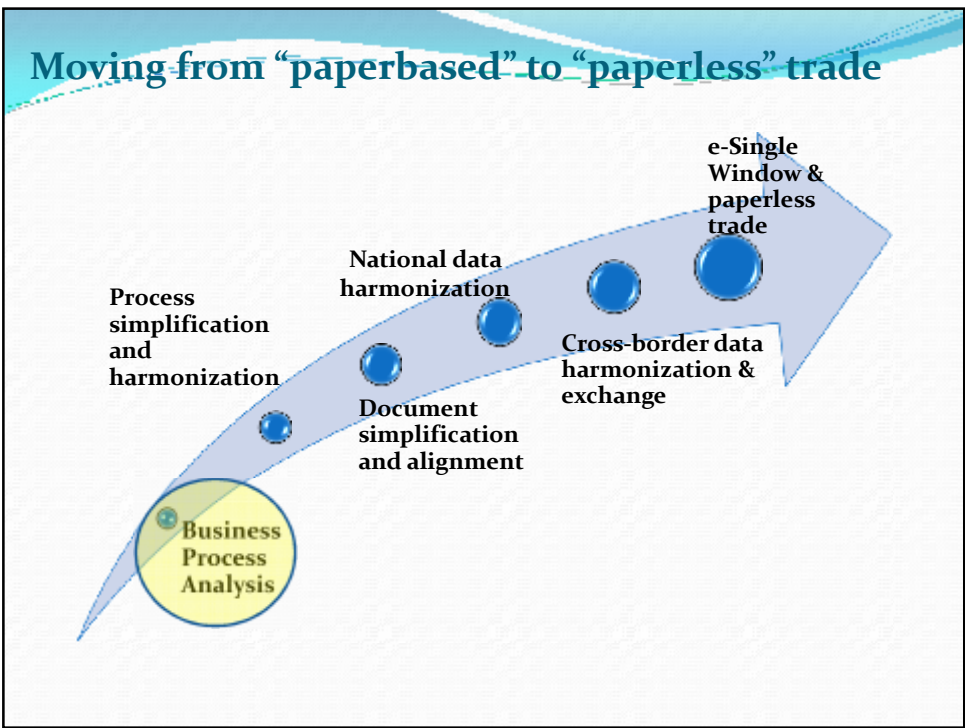 Moving from “paperbased” to “paperless” trade
e-Single
Window &
paperless
trade
National data
harmonization
Process
simplification
and
harmonization
Cross-border data
harmonization &
exchange
Document
simplification
and alignment
Business
Process
Analysis